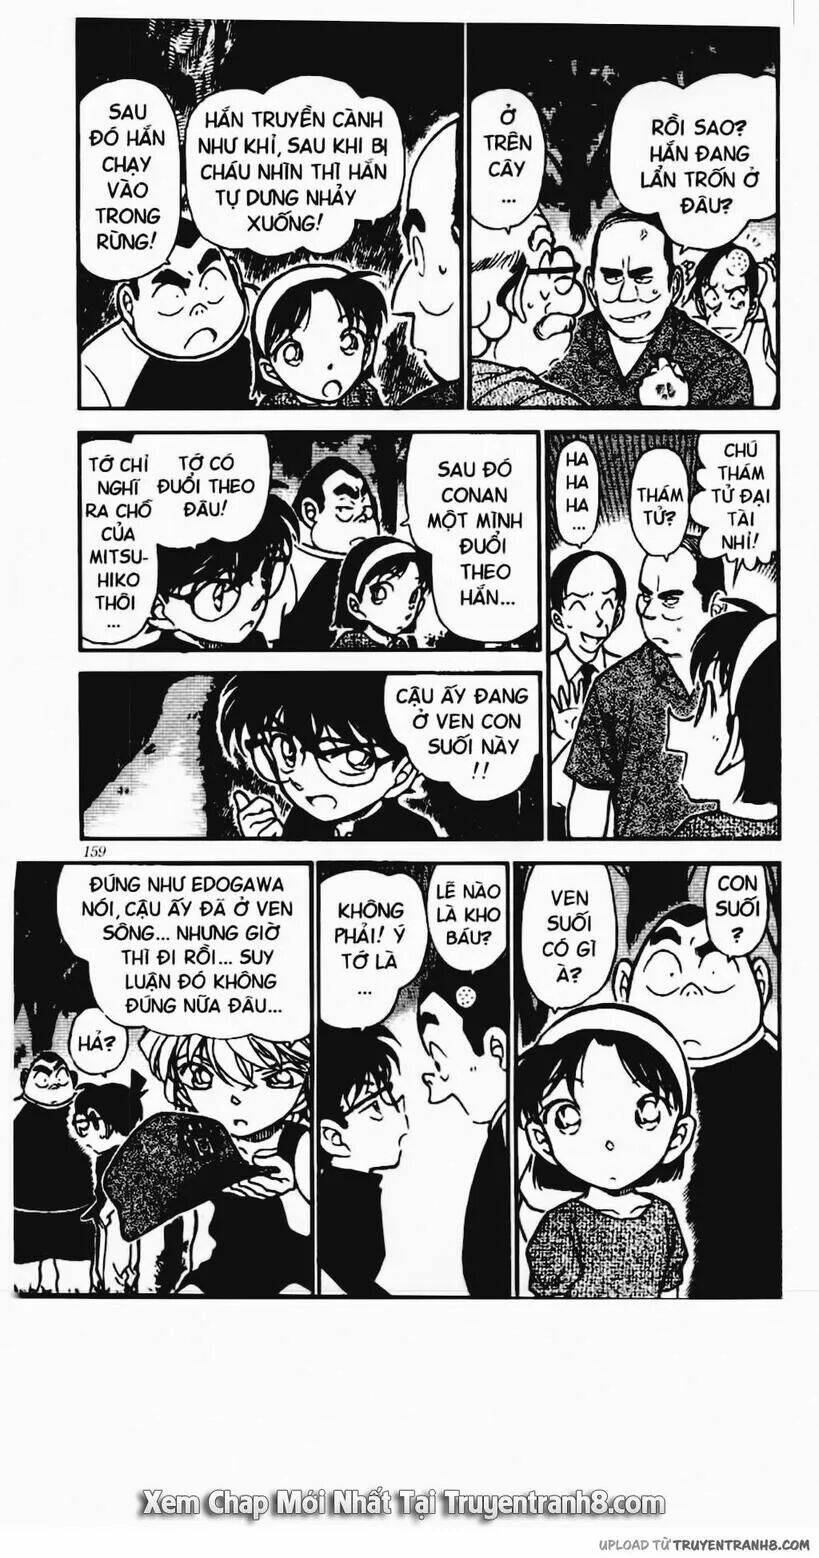 RỒI SAO?
HẮN ĐANG
LẨN TRỐN Ở
ĐÂU?
Ở
TRÊN
CÂY
...
HẮN TRUYỀN CÀNH
NHƯ KHỈ, SAU KHI BỊ
CHÁU NHÌN THÌ HẮN
TỰ DƯNG NHẢY
XUỐNG!
SAU
ĐÓ HẮN
CHẠY
VÀO
TRONG
RỪNG!
CHÚ
THÁM
TỬ ĐẠI
TÀI
NHỈ!
THÁM
TỬ?
HA
HA
HA ...
SAU ĐÓ
CONAN
MỘT MÌNH
ĐUỔI
THEO
HẮN...
TỚ CÓ
ĐUỔI THEO
ĐÂU!
TỚ CHỈ
NGHĨ
RA CHỖ
CỦA
MITSU-
HIKO
THÔI
...
CẬU ẤY ĐANG
Ở VEN CON
SUỐI NÀY
!!
159
CON
SUỐI
?
VEN
SUỐI
CÓ GÌ
À?
LẼ NÀO
LÀ KHO
BÁU?
KHÔNG
PHẢI! Ý
TỚ LÀ
...
ĐÚNG NHƯ EDOGAWA
NÓI, CẬU ẤY ĐÃ Ở VEN
SÔNG... NHƯNG GIỜ
THÌ ĐI RỒI... SUY
LUẬN ĐÓ KHÔNG
ĐÚNG NỮA ĐÂU...
HẢ?
Xem Chap Mới Nhất Tại Truyentranh8.com
UPLOAD TỪ TRUYENTRANH8.COM